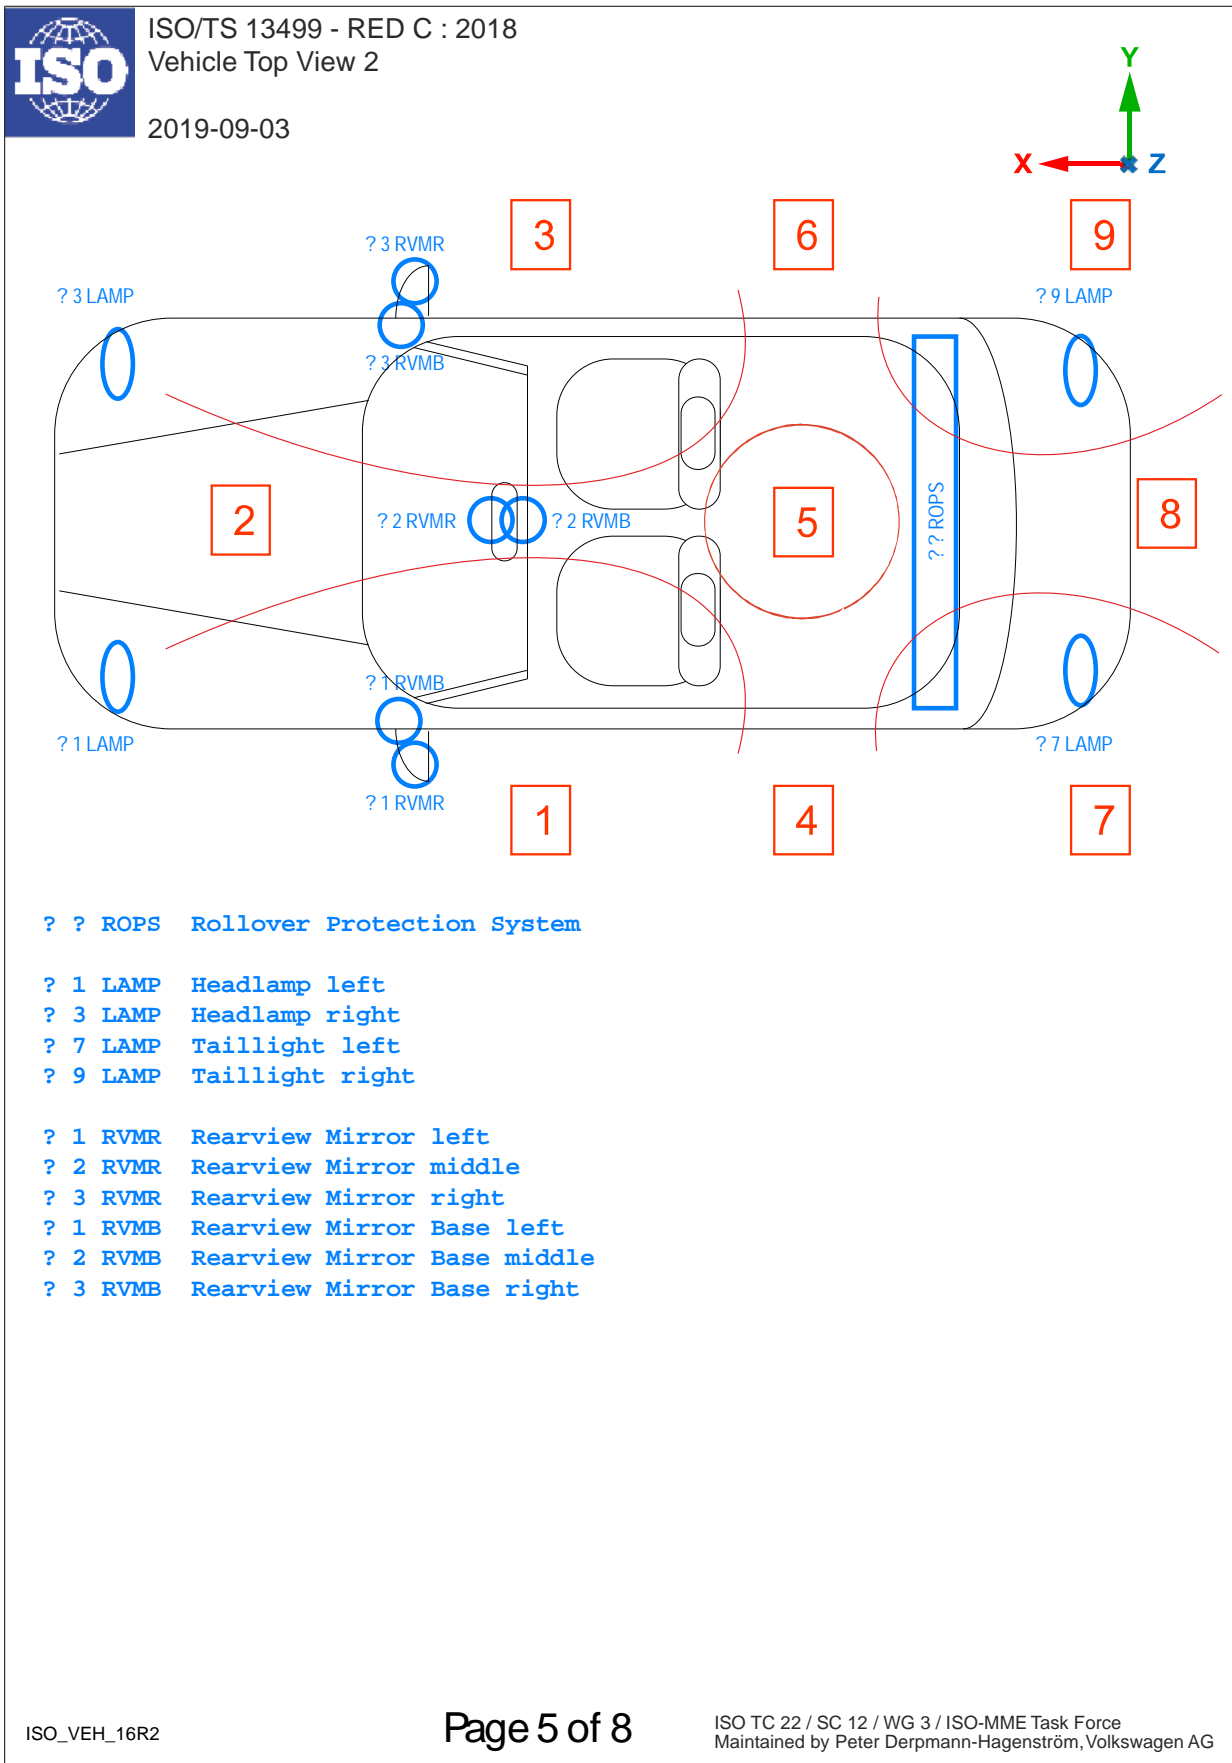 ISO
ISO/TS 13499 - RED C : 2018
Vehicle Top View 2
2019-09-03
Y
X
Z
3
6
9
? 3 RVMR
? 3 LAMP
? 9 LAMP
? 3 RVMB
2
? 2 RVMR
? 2 RVMB
5
? ? ROPS
8
? 1 RVMB
? 1 LAMP
? 7 LAMP
? 1 RVMR
1
4
7
? ? ROPS Rollover Protection System
? 1 LAMP Headlamp left
? 3 LAMP Headlamp right
? 7 LAMP Taillight left
? 9 LAMP Taillight right
? 1 RVMR Rearview Mirror left
? 2 RVMR Rearview Mirror middle
? 3 RVMR Rearview Mirror right
? 1 RVMB Rearview Mirror Base left
? 2 RVMB Rearview Mirror Base middle
? 3 RVMB Rearview Mirror Base right
ISO_VEH_16R2
Page 5 of 8
ISO TC 22 / SC 12 / WG 3 / ISO-MME Task Force
Maintained by Peter Derpmann-Hagenström, Volkswagen AG